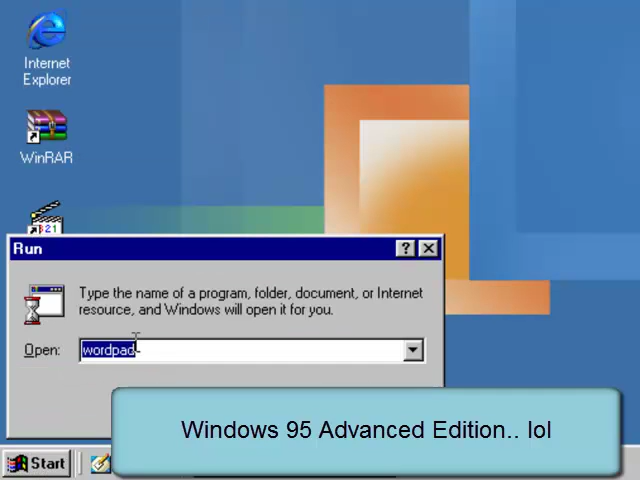 Internet
Explorer
WinRAR
321
Run
Type the name of a program, folder, document, or Internet
resource, and Windows will open it for you.
Open:
wordpad
Windows 95 Advanced Edition.. lol
Start